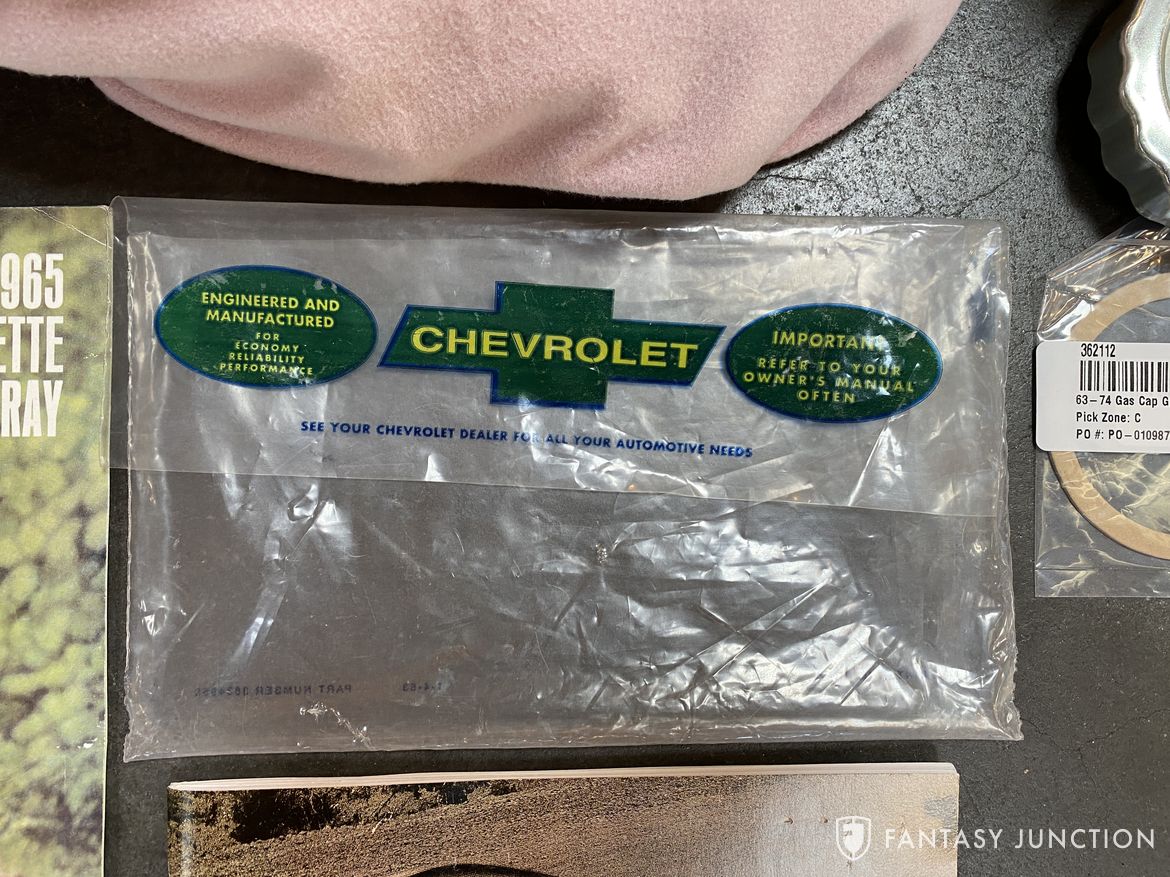 965
ETTE
RAY
ENGINEERED AND
MANUFACTURED
FOR
ECONOMY
RELIABILITY
PERFORMANCE
CHEVROLET
IMPORTANT
REFER TO YOUR
OWNER'S MANUAL
OFTEN
SEE YOUR CHEVROLET DEALER FOR ALL YOUR AUTOMOTIVE NEEDS
362112
63-74 Gas Cap G
Pick Zone: C
PO #: PO-010987
PART NUMBER
FANTASY JUNCTION